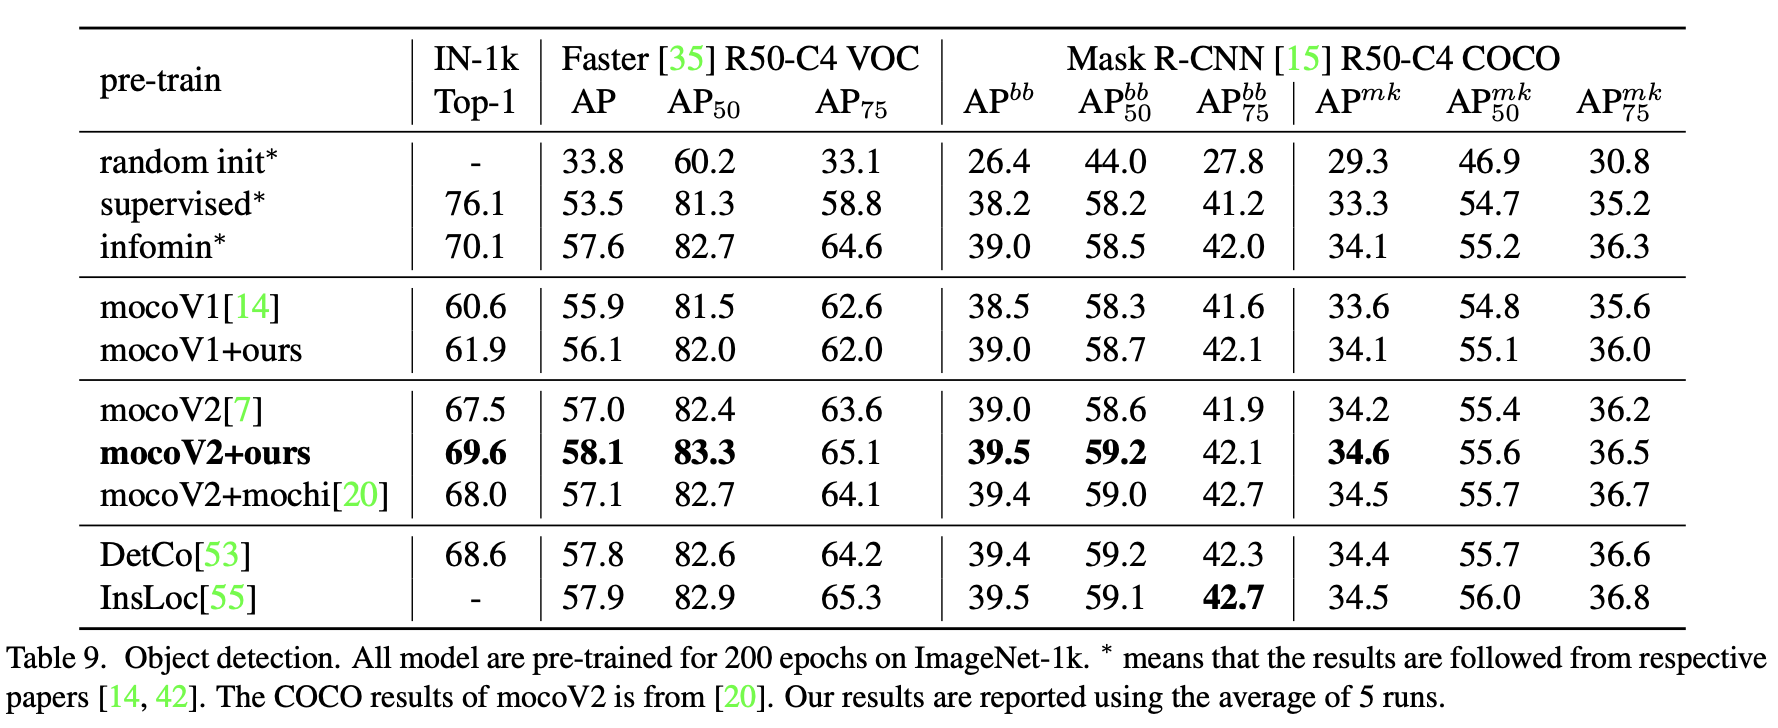 pre-train IN-1k Faster [35] R50-C4 VOC Mask R-CNN [15] R50-C4 COCO
Top-1 AP AP50 AP75 AP^bb AP^bb_50 AP^bb_75 AP^mk AP^mk_50 AP^mk_75
random init* - 33.8 60.2 33.1 26.4 44.0 27.8 29.3 46.9 30.8
supervised* 76.1 53.5 81.3 58.8 38.2 58.2 41.2 33.3 54.7 35.2
infomin* 70.1 57.6 82.7 64.6 39.0 58.5 42.0 34.1 55.2 36.3
mocoV1[14] 60.6 55.9 81.5 62.6 38.5 58.3 41.6 33.6 54.8 35.6
mocoV1+ours 61.9 56.1 82.0 62.0 39.0 58.7 42.1 34.1 55.1 36.0
mocoV2[7] 67.5 57.0 82.4 63.6 39.0 58.6 41.9 34.2 55.4 36.2
mocoV2+ours 69.6 58.1 83.3 65.1 39.5 59.2 42.1 34.6 55.6 36.5
mocoV2+mochi[20] 68.0 57.1 82.7 64.1 39.4 59.0 42.7 34.5 55.7 36.7
DetCo[53] 68.6 57.8 82.6 64.2 39.4 59.2 42.3 34.4 55.7 36.6
InsLoc[55] - 57.9 82.9 65.3 39.5 59.1 42.7 34.5 56.0 36.8
Table 9. Object detection. All model are pre-trained for 200 epochs on ImageNet-1k. * means that the results are followed from respective
papers [14, 42]. The COCO results of mocoV2 is from [20]. Our results are reported using the average of 5 runs.